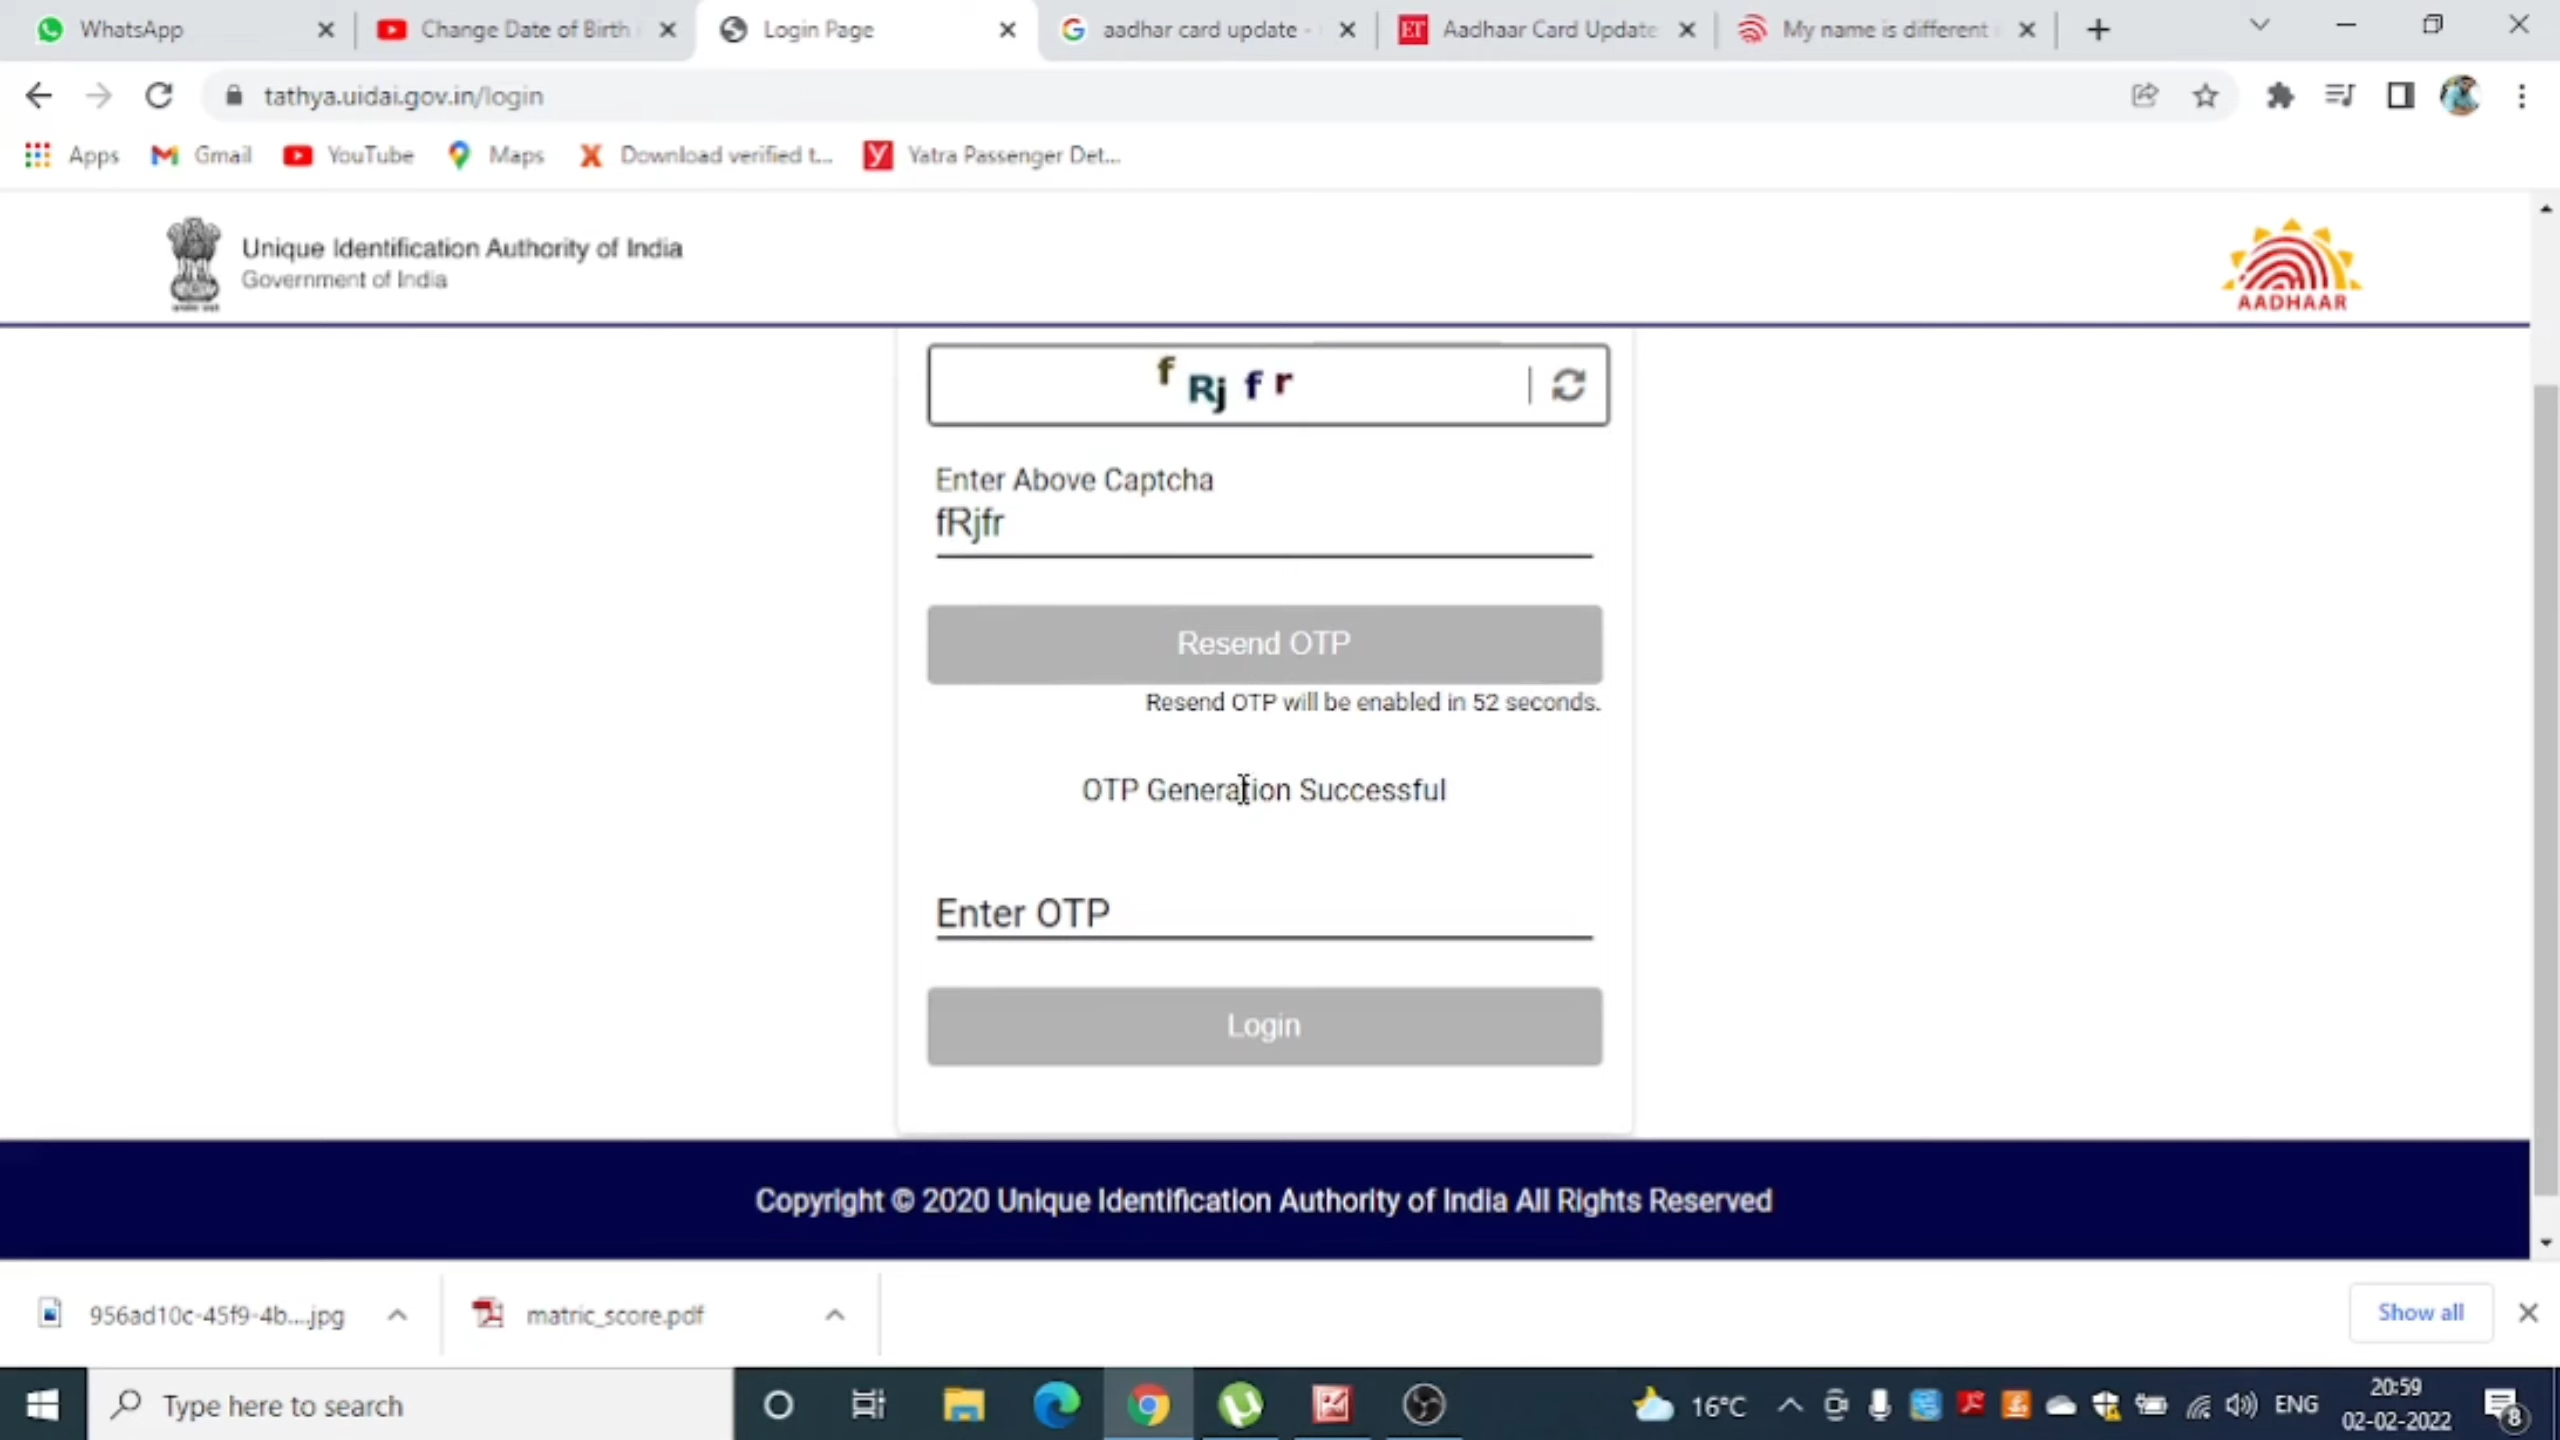 WhatsApp
Change Date of Birth
Login Page
aadhar card update -
ET Aadhaar Card Update
My name is different
tathya.uidai.gov.in/login
Apps
Gmail
YouTube
Maps
X Download verified t...
y Yatra Passenger Det...
Unique Identification Authority of India
Government of India
AADHAAR
f Rj f r
Enter Above Captcha
fRjfr
Resend OTP
Resend OTP will be enabled in 52 seconds.
OTP Generation Successful
Enter OTP
Login
Copyright © 2020 Unique Identification Authority of India All Rights Reserved
956ad10c-45f9-4b....jpg
matric_score.pdf
Show all
Type here to search
16°C
ENG
20:59
02-02-2022
8